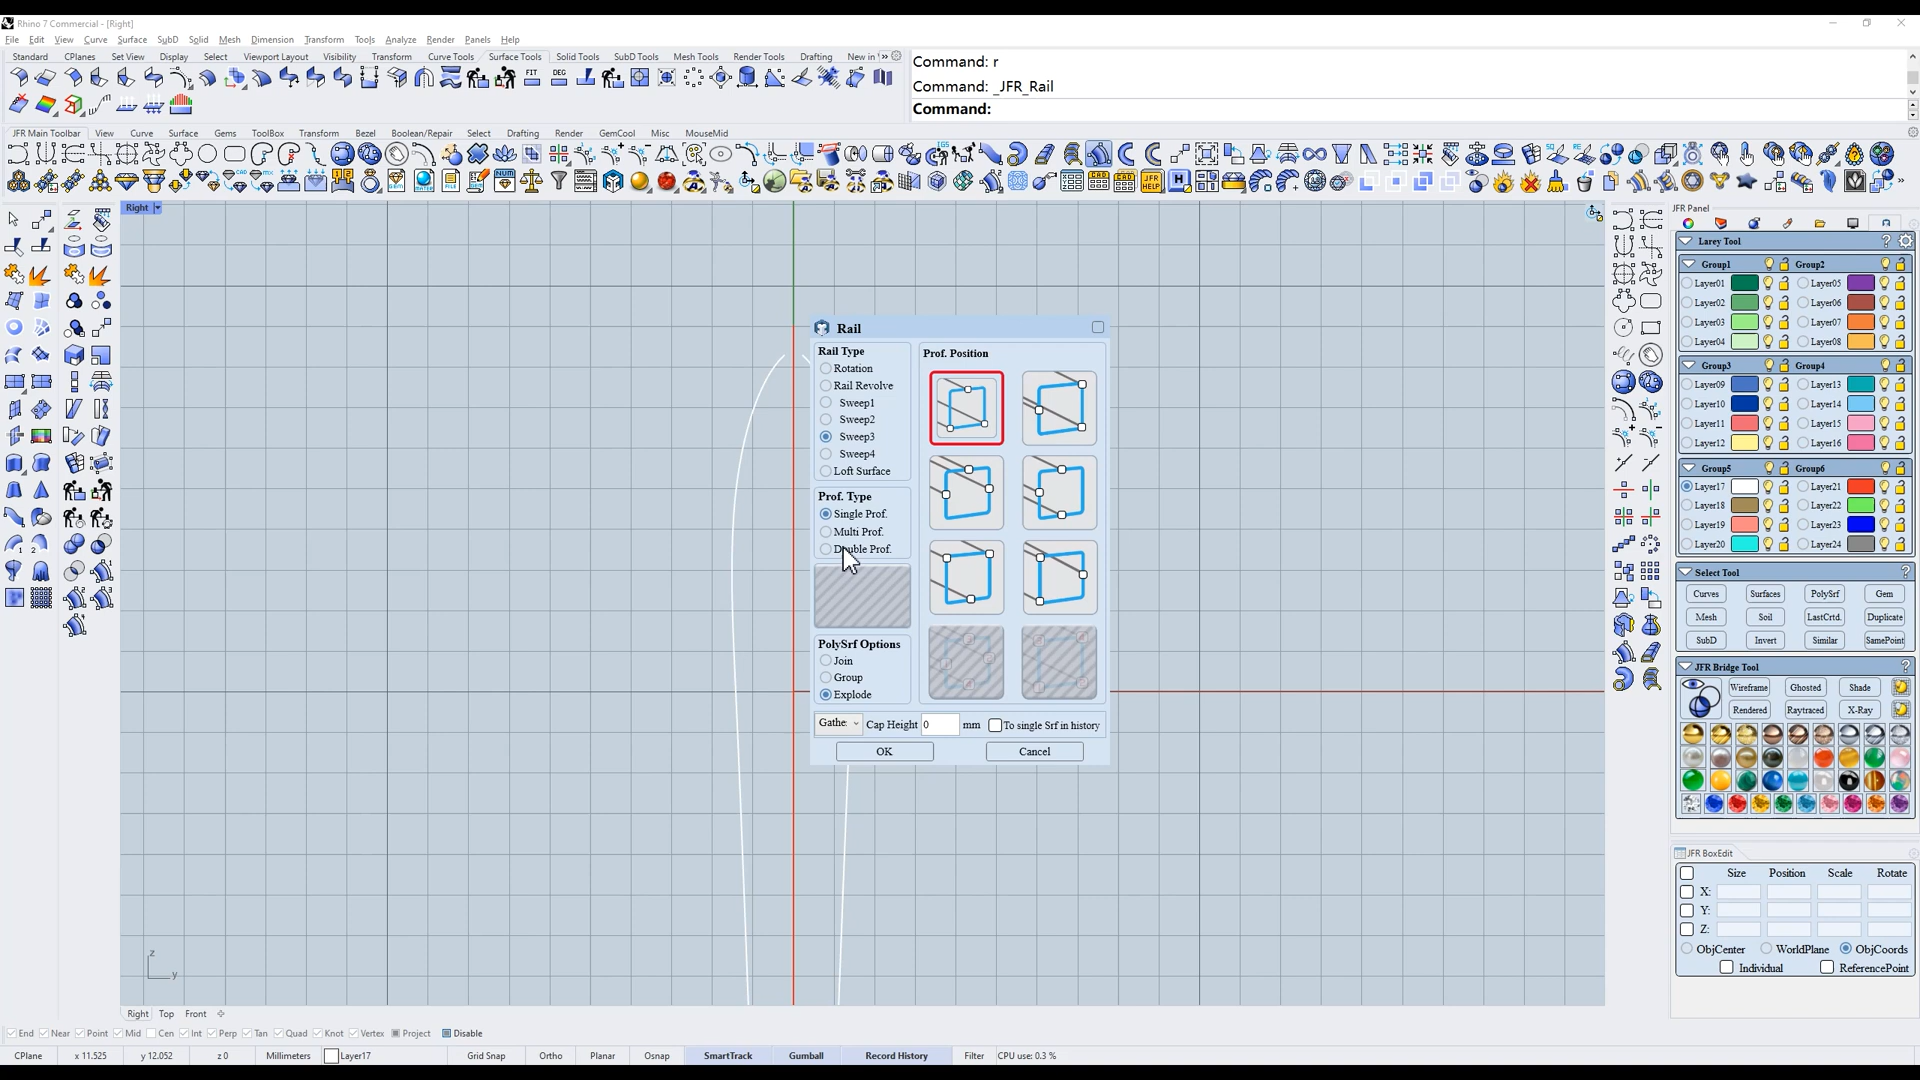 Rhino 7 Commercial - [Right]
File Edit View Curve Surface SubD Solid Mesh Dimension Transform Tools Analyze Render Panels Help
Standard CPlanes Set View Display Select Viewport Layout Visibility Transform Curve Tools Surface Tools Solid Tools SubD Tools Mesh Tools Render Tools Drafting New in
Command: r
Command: _JFR_Rail
Command:
JFR Main Toolbar View Curve Surface Gems ToolBox Transform Bezel Boolean/Repair Select Drafting Render GemCool Misc MouseMid
Right
JFR Panel
Larey Tool ?
Group1 Group2
Layer01 Layer05
Layer02 Layer06
Layer03 Layer07
Layer04 Layer08
Group3 Group4
Layer09 Layer13
Layer10 Layer14
Layer11 Layer15
Layer12 Layer16
Group5 Group6
Layer17 Layer21
Layer18 Layer22
Layer19 Layer23
Layer20 Layer24
Select Tool ?
Curves Surfaces PolySrf Gem
Mesh Soil LastCrtd. Duplicate
SubD Invert Similar SamePoint
JFR Bridge Tool ?
Wireframe Ghosted Shade
Rendered Raytraced X-Ray
JFR BoxEdit
Size Position Scale Rotate
X:
Y:
Z:
ObjCenter WorldPlane ObjCoords
Individual ReferencePoint
Rail
Rail Type
Rotation
Rail Revolve
Sweep1
Sweep2
Sweep3
Sweep4
Loft Surface
Prof. Type
Single Prof.
Multi Prof.
Double Prof.
PolySrf Options
Join
Group
Explode
Prof. Position
Gathe: Cap Height 0 mm To single Srf in history
OK Cancel
z
y
Right Top Front
End Near Point Mid Cen Int Perp Tan Quad Knot Vertex Project Disable
CPlane x 11.525 y 12.052 z 0 Millimeters Layer17 Grid Snap Ortho Planar Osnap SmartTrack Gumball Record History Filter CPU use: 0.3 %